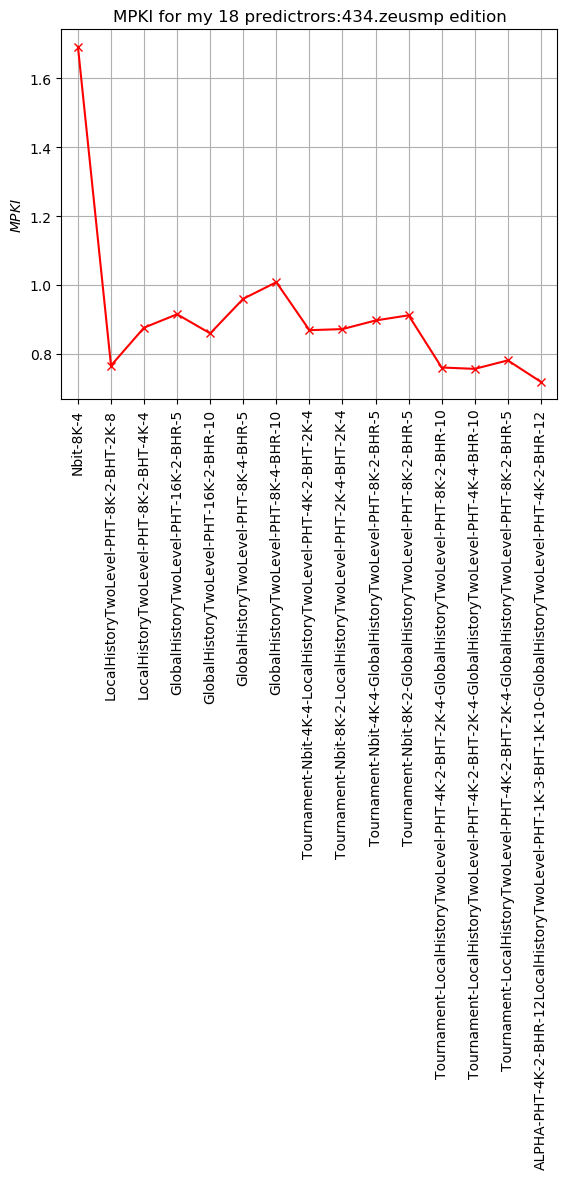 MPKI for my 18 predictrors:434.zeusmp edition
MPKI
1.6
1.4
1.2
1.0
0.8
Nbit-8K-4
LocalHistoryTwoLevel-PHT-8K-2-BHT-2K-8
LocalHistoryTwoLevel-PHT-8K-2-BHT-4K-4
GlobalHistoryTwoLevel-PHT-16K-2-BHR-5
GlobalHistoryTwoLevel-PHT-16K-2-BHR-10
GlobalHistoryTwoLevel-PHT-8K-4-BHR-5
GlobalHistoryTwoLevel-PHT-8K-4-BHR-10
Tournament-Nbit-4K-4-LocalHistoryTwoLevel-PHT-4K-2-BHT-2K-4
Tournament-Nbit-8K-2-LocalHistoryTwoLevel-PHT-2K-4-BHT-2K-4
Tournament-Nbit-4K-4-GlobalHistoryTwoLevel-PHT-8K-2-BHR-5
Tournament-Nbit-8K-2-GlobalHistoryTwoLevel-PHT-8K-2-BHR-5
Tournament-LocalHistoryTwoLevel-PHT-4K-2-BHT-2K-4-GlobalHistoryTwoLevel-PHT-8K-2-BHR-10
Tournament-LocalHistoryTwoLevel-PHT-4K-2-BHT-2K-4-GlobalHistoryTwoLevel-PHT-4K-4-BHR-10
Tournament-LocalHistoryTwoLevel-PHT-4K-2-BHT-2K-4-GlobalHistoryTwoLevel-PHT-8K-2-BHR-5
ALPHA-PHT-4K-2-BHR-12LocalHistoryTwoLevel-PHT-1K-3-BHT-1K-10-GlobalHistoryTwoLevel-PHT-4K-2-BHR-12